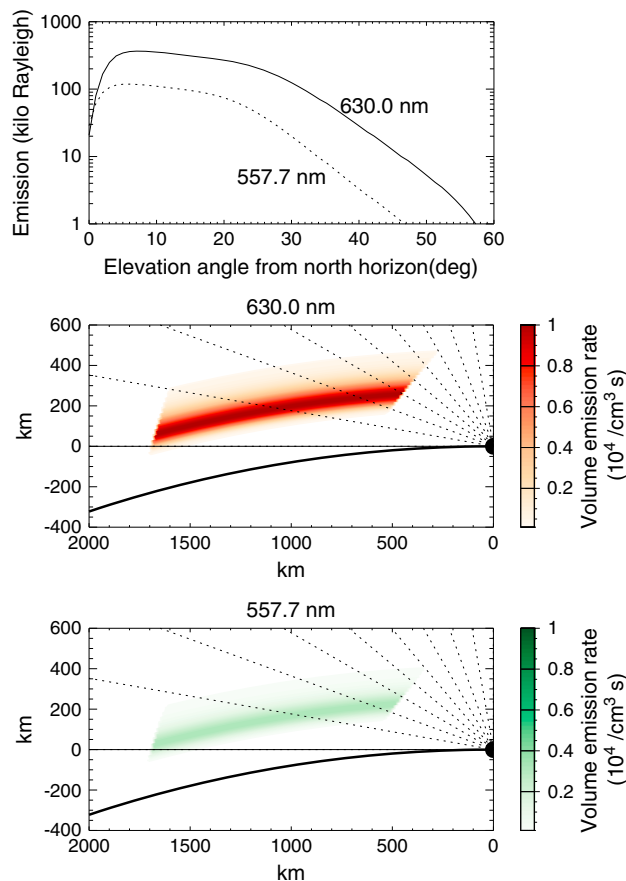 Emission (kilo Rayleigh)
1000
100
10
1
630.0 nm
557.7 nm
0 10 20 30 40 50 60
Elevation angle from north horizon(deg)
630.0 nm
km
600
400
200
0
-200
-400
2000 1500 1000 500 0
km
1
0.8
0.6
0.4
0.2
Volume emission rate
(10⁴ /cm³ s)
557.7 nm
km
600
400
200
0
-200
-400
2000 1500 1000 500 0
km
1
0.8
0.6
0.4
0.2
Volume emission rate
(10⁴ /cm³ s)